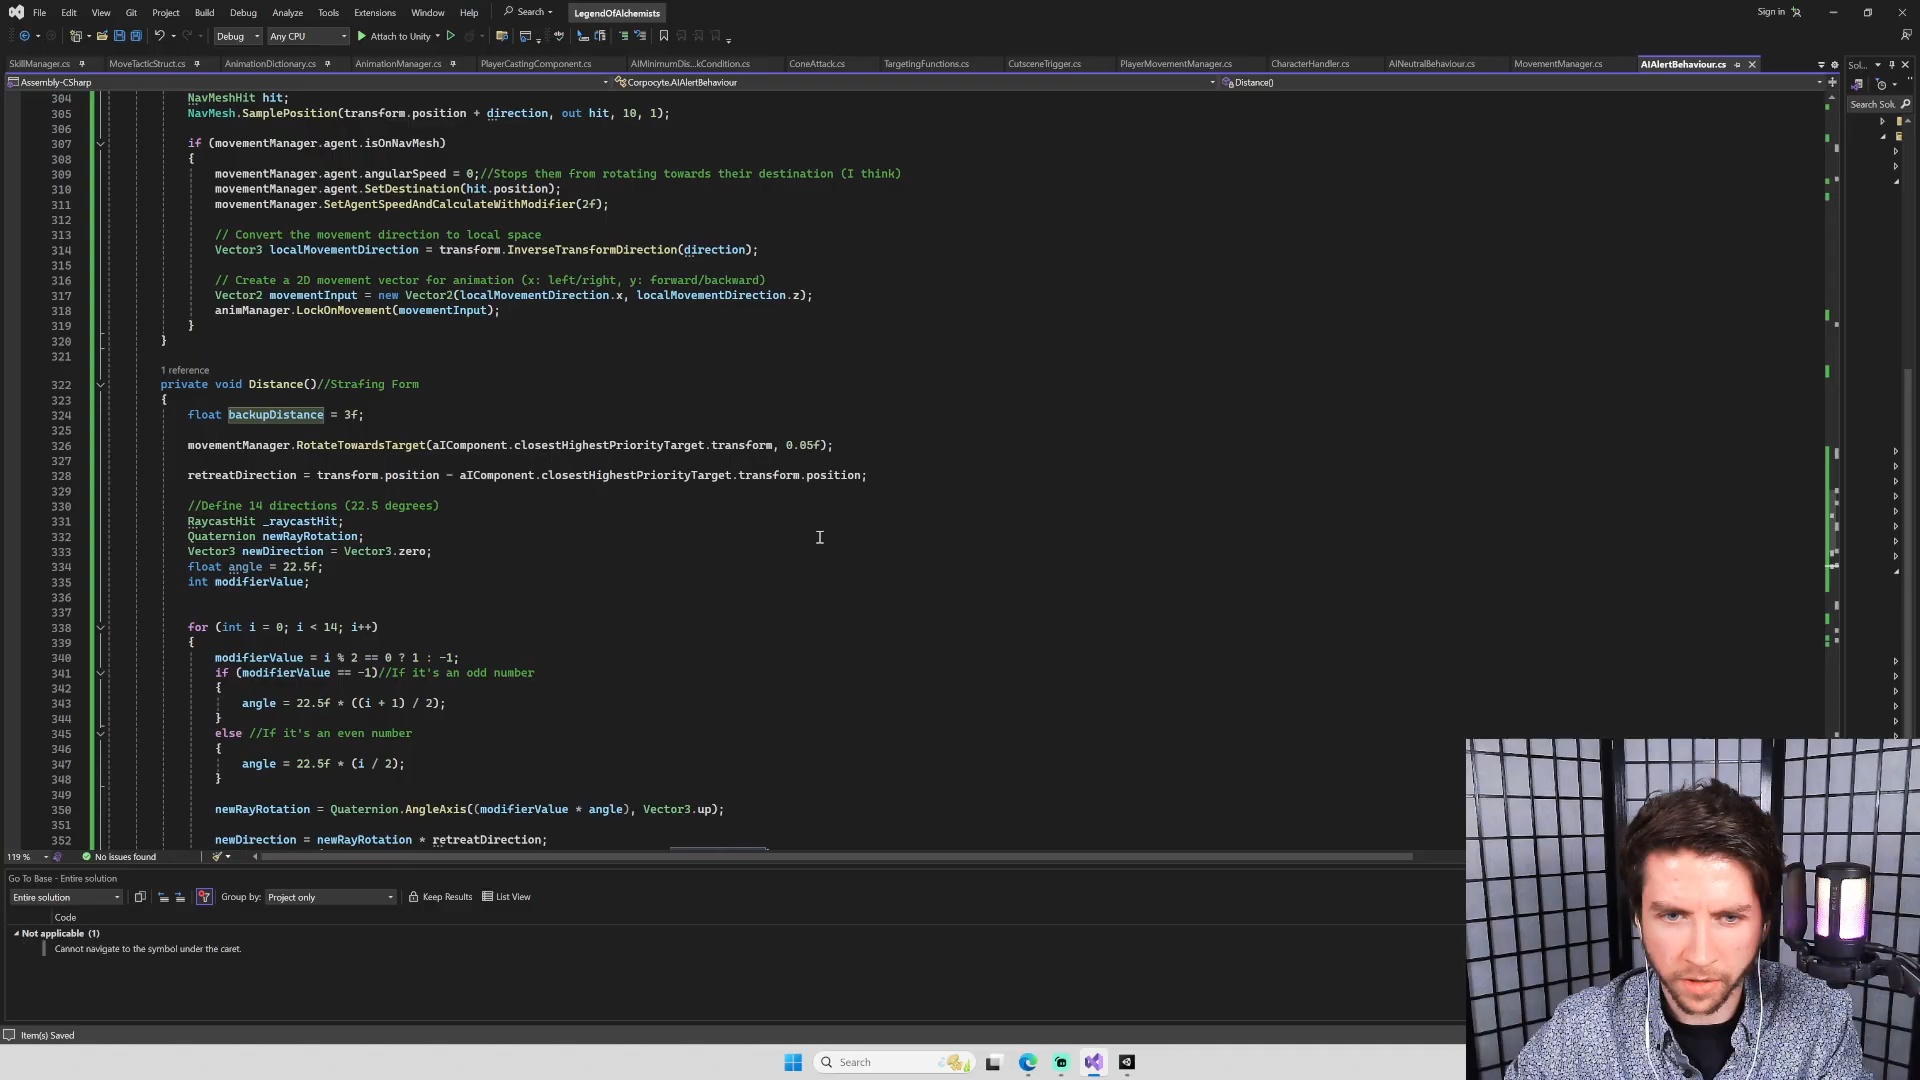 File Edit View Git Project Build Debug Analyze Tools Extensions Window Help Search LegendOfAlchemists Sign in
Debug Any CPU Attach to Unity
SkillManager.cs MoveTacticStruct.cs AnimationDictionary.cs AnimationManager.cs PlayerCastingComponent.cs AIMinimumDis...kCondition.cs ConeAttack.cs TargetingFunctions.cs CutsceneTrigger.cs PlayerMovementManager.cs CharacterHandler.cs AINeutralBehaviour.cs MovementManager.cs AIAlertBehaviour.cs Sol...
Assembly-CSharp Corpocyte.AIAlertBehaviour Distance()
Search Solu
304 NavMeshHit hit;
305 NavMesh.SamplePosition(transform.position + direction, out hit, 10, 1);
306
307 if (movementManager.agent.isOnNavMesh)
308 {
309 movementManager.agent.angularSpeed = 0;//Stops them from rotating towards their destination (I think)
310 movementManager.agent.SetDestination(hit.position);
311 movementManager.SetAgentSpeedAndCalculateWithModifier(2f);
312
313 // Convert the movement direction to local space
314 Vector3 localMovementDirection = transform.InverseTransformDirection(direction);
315
316 // Create a 2D movement vector for animation (x: left/right, y: forward/backward)
317 Vector2 movementInput = new Vector2(localMovementDirection.x, localMovementDirection.z);
318 animManager.LockOnMovement(movementInput);
319 }
320 }
321
1 reference
322 private void Distance()//Strafing Form
323 {
324 float backupDistance = 3f;
325
326 movementManager.RotateTowardsTarget(aIComponent.closestHighestPriorityTarget.transform, 0.05f);
327
328 retreatDirection = transform.position - aIComponent.closestHighestPriorityTarget.transform.position;
329
330 //Define 14 directions (22.5 degrees)
331 RaycastHit _raycastHit;
332 Quaternion newRayRotation;
333 Vector3 newDirection = Vector3.zero;
334 float angle = 22.5f;
335 int modifierValue;
336
337
338 for (int i = 0; i < 14; i++)
339 {
340 modifierValue = i % 2 == 0 ? 1 : -1;
341 if (modifierValue == -1)//If it's an odd number
342 {
343 angle = 22.5f * ((i + 1) / 2);
344 }
345 else //If it's an even number
346 {
347 angle = 22.5f * (i / 2);
348 }
349
350 newRayRotation = Quaternion.AngleAxis((modifierValue * angle), Vector3.up);
351
352 newDirection = newRayRotation * retreatDirection;
119 % No issues found
Go To Base - Entire solution
Entire solution Group by: Project only Keep Results List View
Code
Not applicable (1)
Cannot navigate to the symbol under the caret.
Item(s) Saved
Search